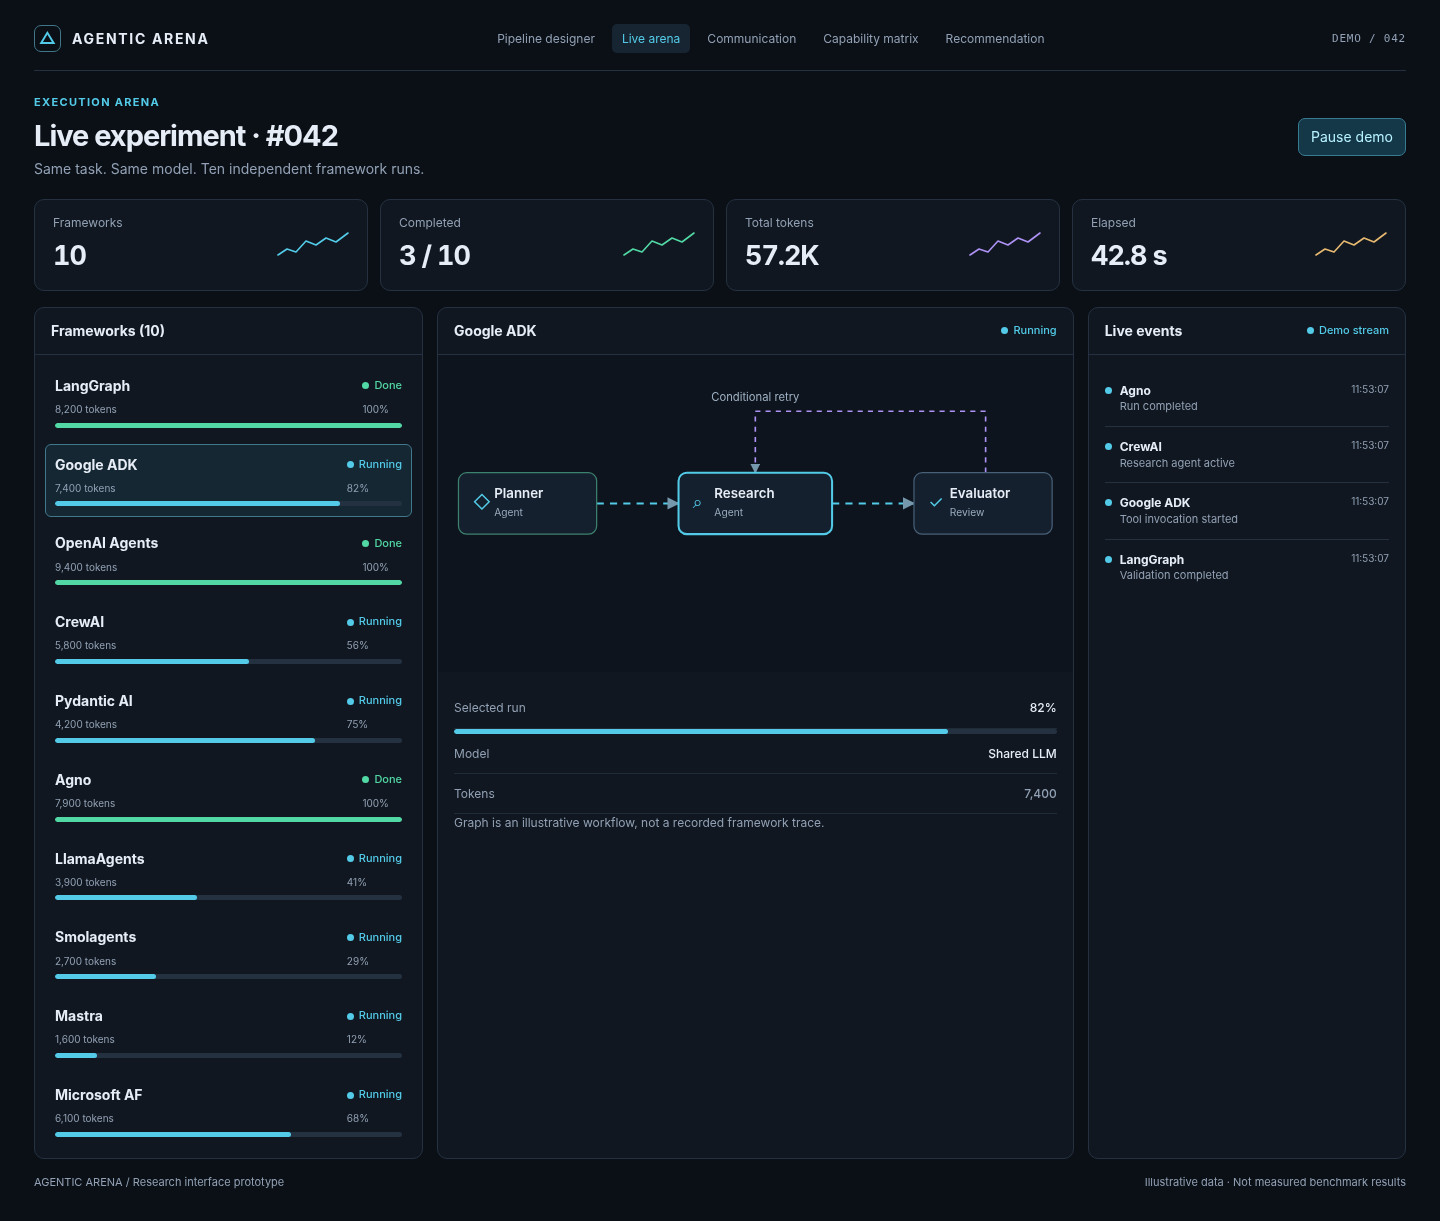 AGENTIC ARENA
Pipeline designer
Live arena
Communication
Capability matrix
Recommendation
DEMO / 042
EXECUTION ARENA
Live experiment · #042
Same task. Same model. Ten independent framework runs.
Pause demo
Frameworks
10
Completed
3 / 10
Total tokens
57.2K
Elapsed
42.8 s
Frameworks (10)
LangGraph
Done
8,200 tokens
100%
Google ADK
Running
7,400 tokens
82%
OpenAI Agents
Done
9,400 tokens
100%
CrewAI
Running
5,800 tokens
56%
Pydantic AI
Running
4,200 tokens
75%
Agno
Done
7,900 tokens
100%
LlamaAgents
Running
3,900 tokens
41%
Smolagents
Running
2,700 tokens
29%
Mastra
Running
1,600 tokens
12%
Microsoft AF
Running
6,100 tokens
68%
Google ADK
Running
Conditional retry
Planner
Agent
Research
Agent
Evaluator
Review
Selected run
82%
Model
Shared LLM
Tokens
7,400
Graph is an illustrative workflow, not a recorded framework trace.
Live events
Demo stream
Agno
11:53:07
Run completed
CrewAI
11:53:07
Research agent active
Google ADK
11:53:07
Tool invocation started
LangGraph
11:53:07
Validation completed
AGENTIC ARENA / Research interface prototype
Illustrative data · Not measured benchmark results